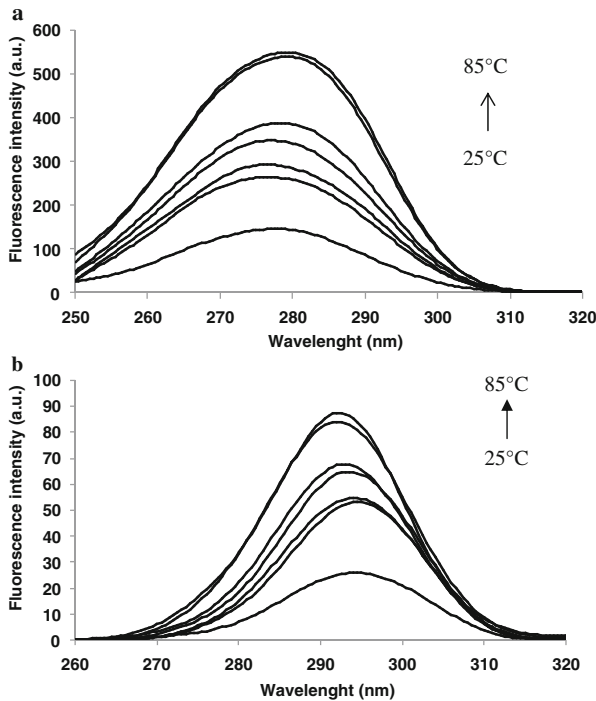 a
Fluorescence intensity (a.u.)
600
500
400
300
200
100
0
85°C
25°C
250 260 270 280 290 300 310 320
Wavelenght (nm)
b
Fluorescence intensity (a.u.)
100
90
80
70
60
50
40
30
20
10
0
85°C
25°C
260 270 280 290 300 310 320
Wavelenght (nm)